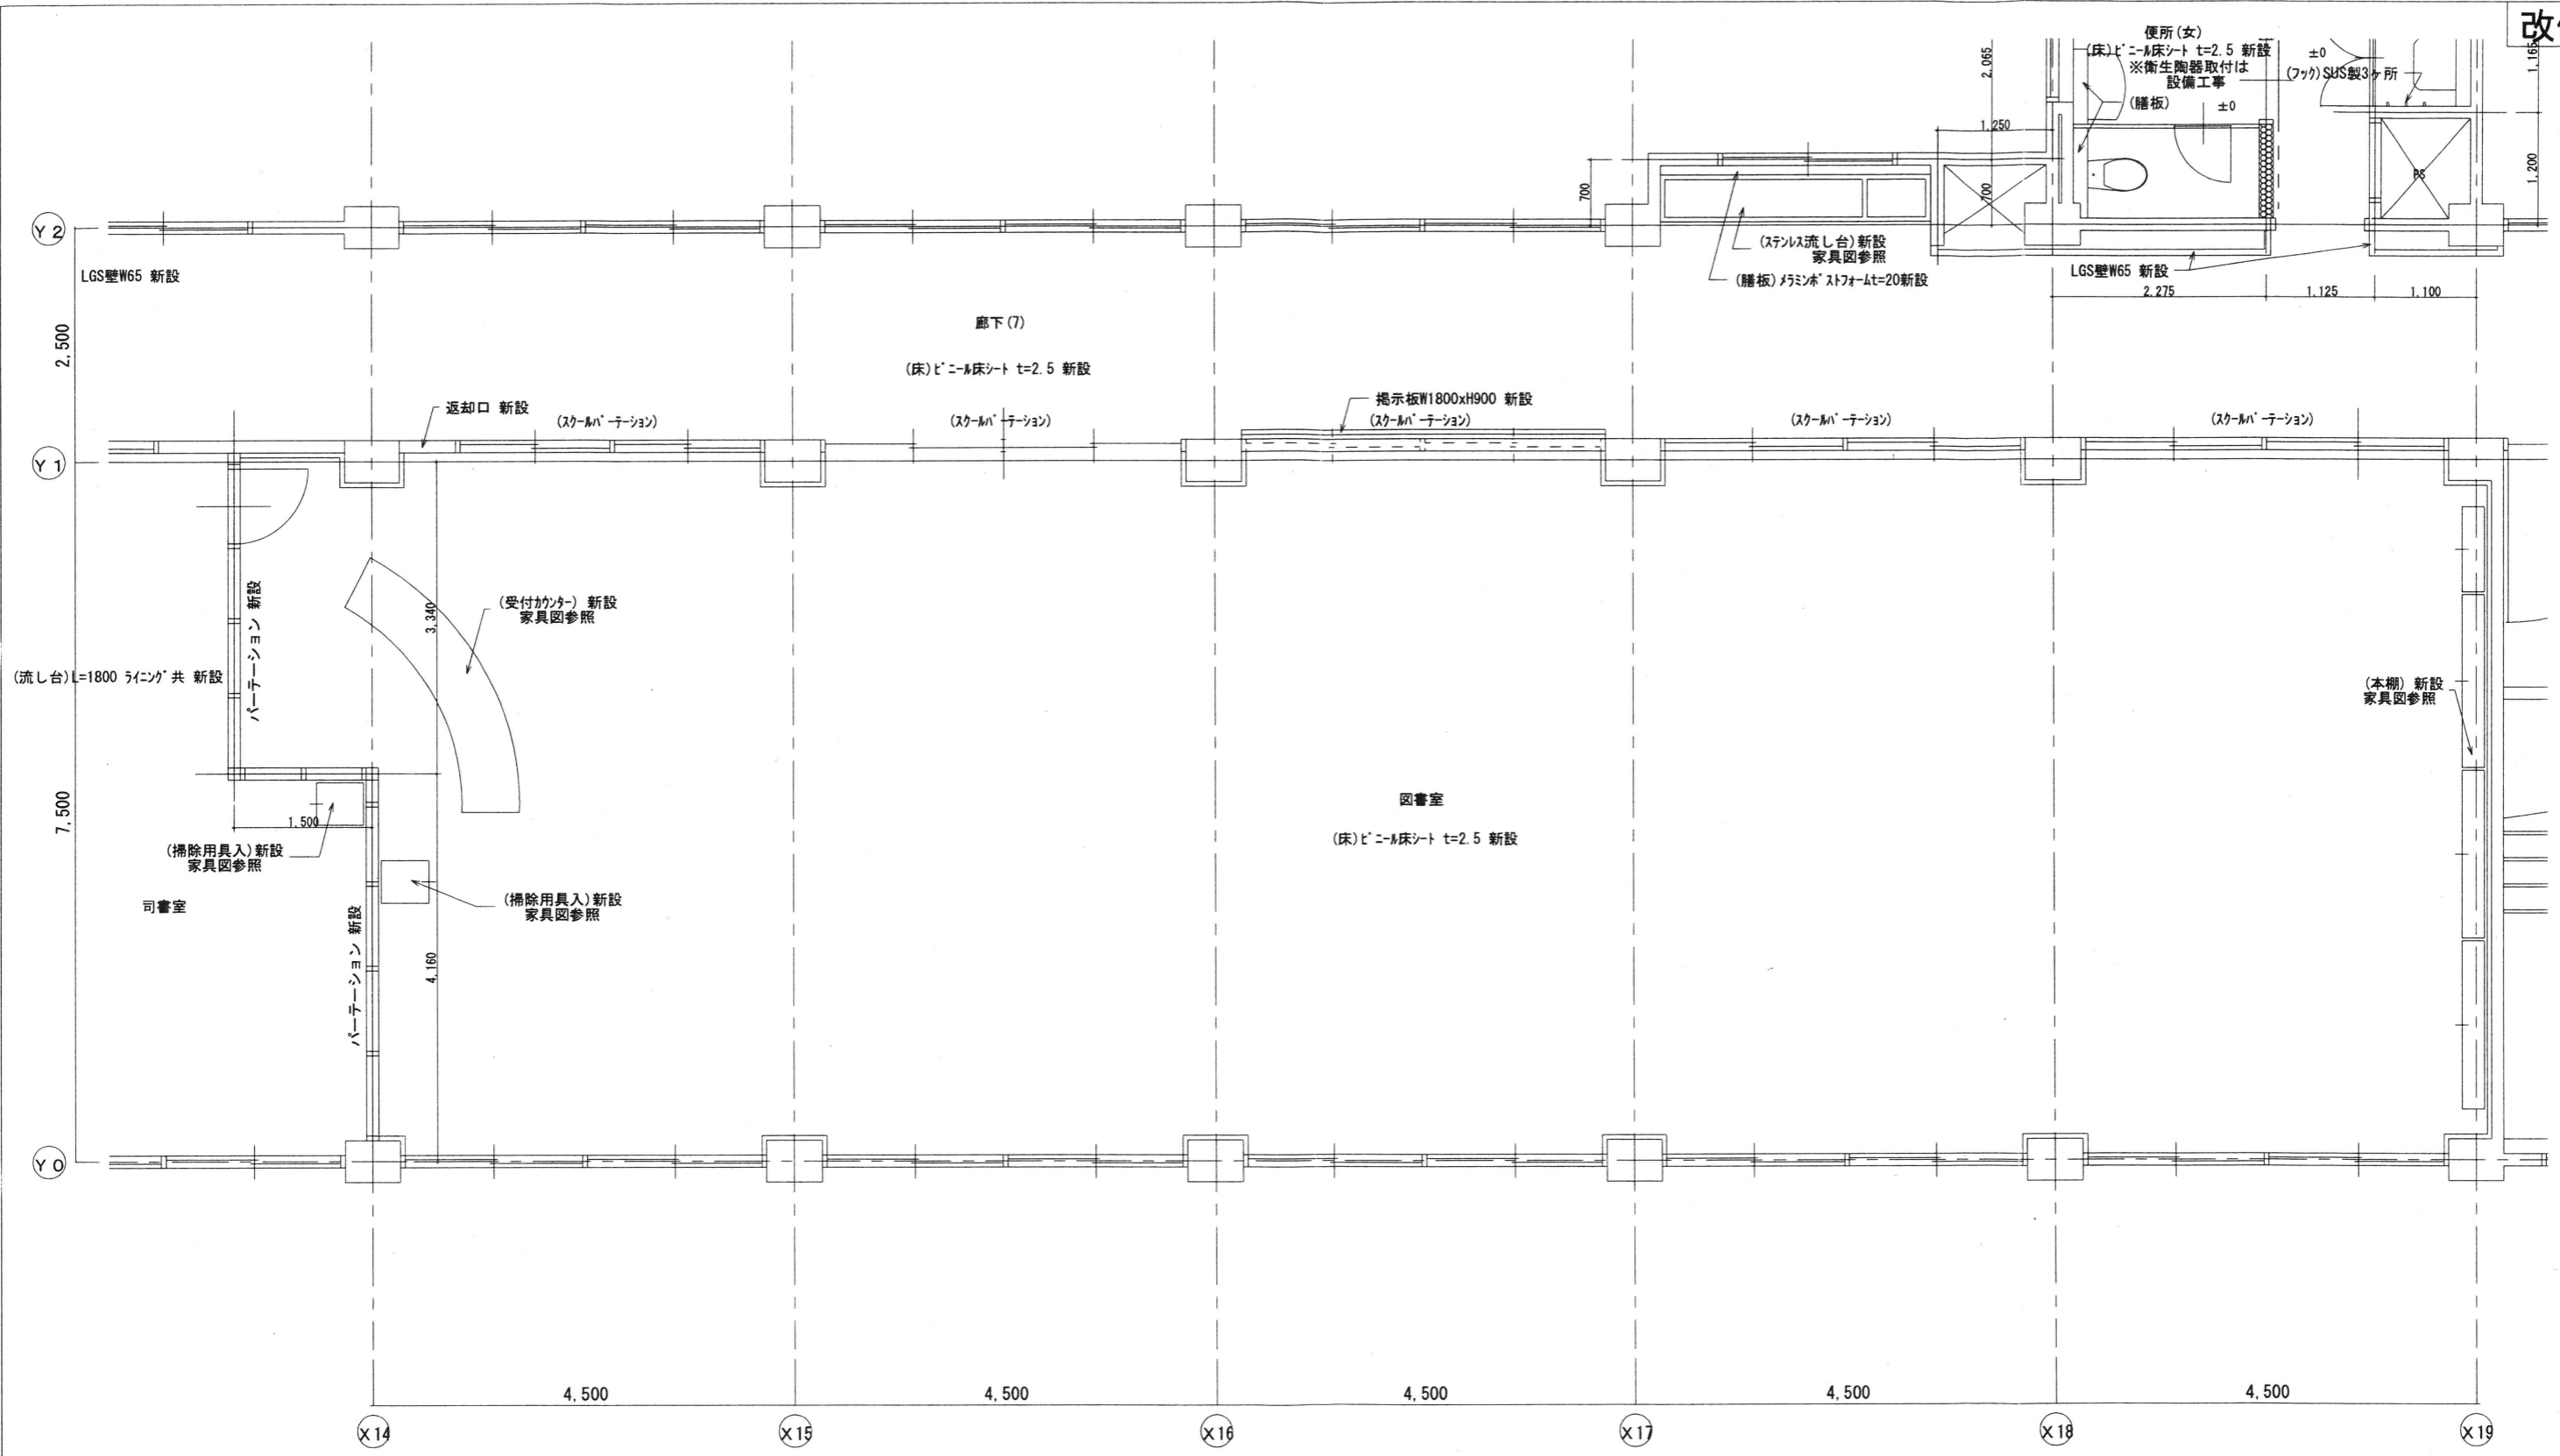 改
便所(女)
(床)ビニール床シート t=2.5 新設
※衛生陶器取付は
設備工事
(膳板)
±0
±0
(フック)SUS製3ヶ所
1,165
2,065
1,250
700
700
1,200
PS
Y2
LGS壁W65 新設
(ステンレス流し台)新設
家具図参照
(膳板)メラミンポストフォームt=20新設
LGS壁W65 新設
2,275
1,125
1,100
2,500
廊下(7)
(床)ビニール床シート t=2.5 新設
返却口 新設
(スクールパーテーション)
(スクールパーテーション)
掲示板W1800xH900 新設
(スクールパーテーション)
(スクールパーテーション)
(スクールパーテーション)
Y1
パーテーション 新設
3,340
(受付カウンター) 新設
家具図参照
(流し台)L=1800 ライニング共 新設
(本棚) 新設
家具図参照
7,500
1,500
図書室
(床)ビニール床シート t=2.5 新設
(掃除用具入)新設
家具図参照
(掃除用具入)新設
家具図参照
司書室
パーテーション 新設
4,160
Y0
4,500
4,500
4,500
4,500
4,500
X14
X15
X16
X17
X18
X19